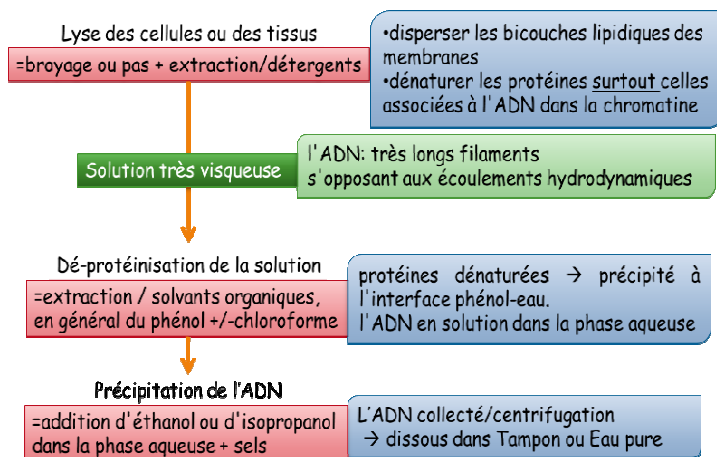 Lyse des cellules ou des tissus
=broyage ou pas + extraction/détergents
•disperser les bicouches lipidiques des
membranes
•dénaturer les protéines surtout celles
associées à l'ADN dans la chromatine
Solution très visqueuse
l'ADN: très longs filaments
s'opposant aux écoulements hydrodynamiques
Dé-protéinisation de la solution
=extraction / solvants organiques,
en général du phénol +/-chloroforme
protéines dénaturées → précipité à
l'interface phénol-eau.
l'ADN en solution dans la phase aqueuse
Précipitation de l'ADN
=addition d'éthanol ou d'isopropanol
dans la phase aqueuse + sels
L'ADN collecté/centrifugation
→ dissous dans Tampon ou Eau pure